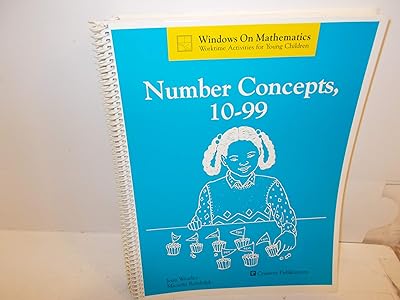 Windows On Mathematics
Worktime Activities for Young Children
Number Concepts,
10-99
Creative Publications